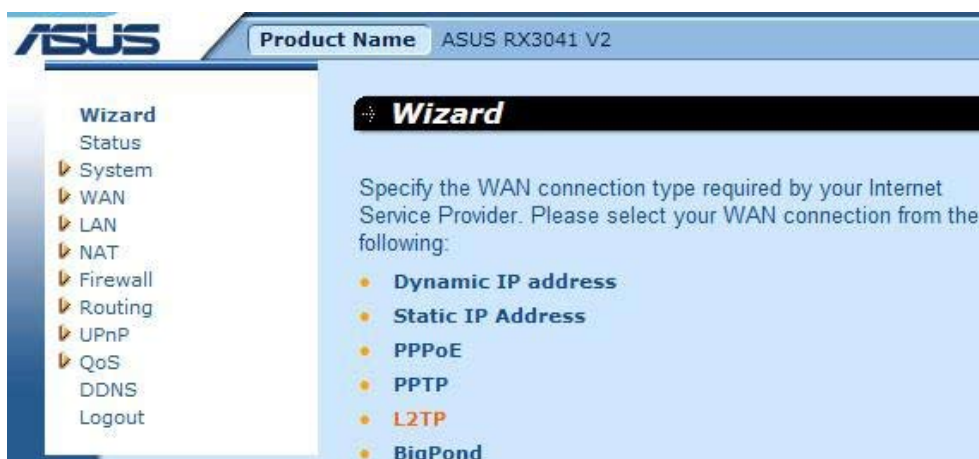 ASUS
Product Name ASUS RX3041 V2
Wizard
Status
System
WAN
LAN
NAT
Firewall
Routing
UPnP
QoS
DDNS
Logout
Wizard
Specify the WAN connection type required by your Internet
Service Provider. Please select your WAN connection from the
following:
Dynamic IP address
Static IP Address
PPPoE
PPTP
L2TP
BigPond